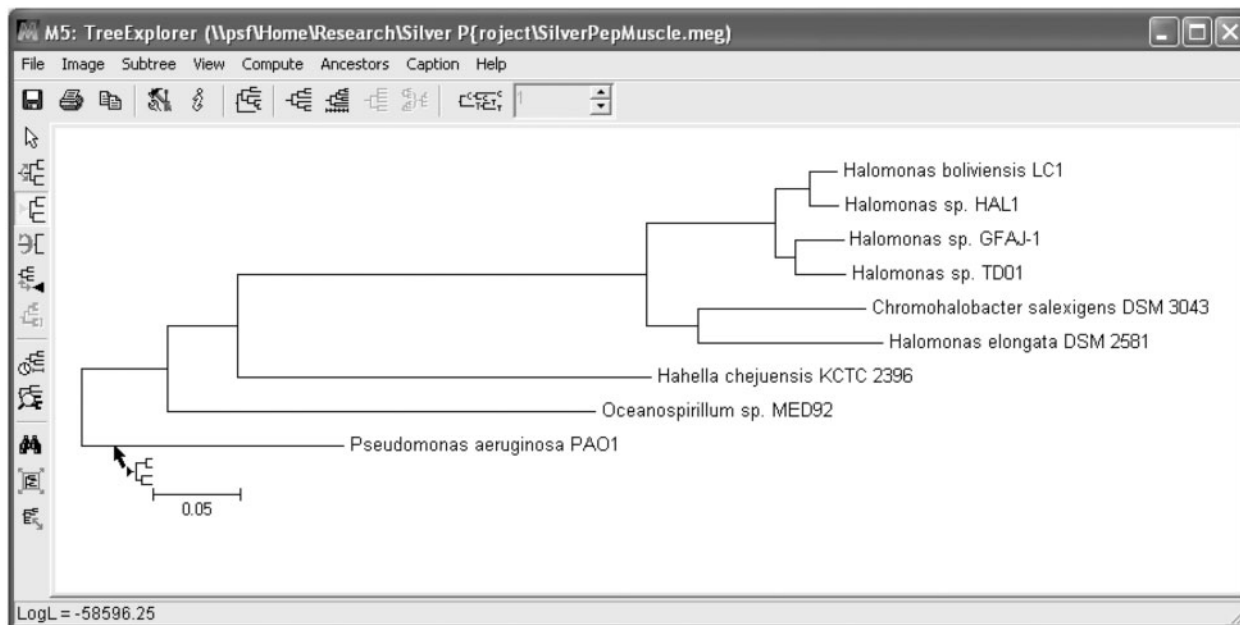 M5: TreeExplorer (\\psf\Home\Research\Silver P{roject\SilverPepMuscle.meg)
File Image Subtree View Compute Ancestors Caption Help
1
Halomonas boliviensis LC1
Halomonas sp. HAL1
Halomonas sp. GFAJ-1
Halomonas sp. TD01
Chromohalobacter salexigens DSM 3043
Halomonas elongata DSM 2581
Hahella chejuensis KCTC 2396
Oceanospirillum sp. MED92
Pseudomonas aeruginosa PAO1
0.05
LogL = -58596.25